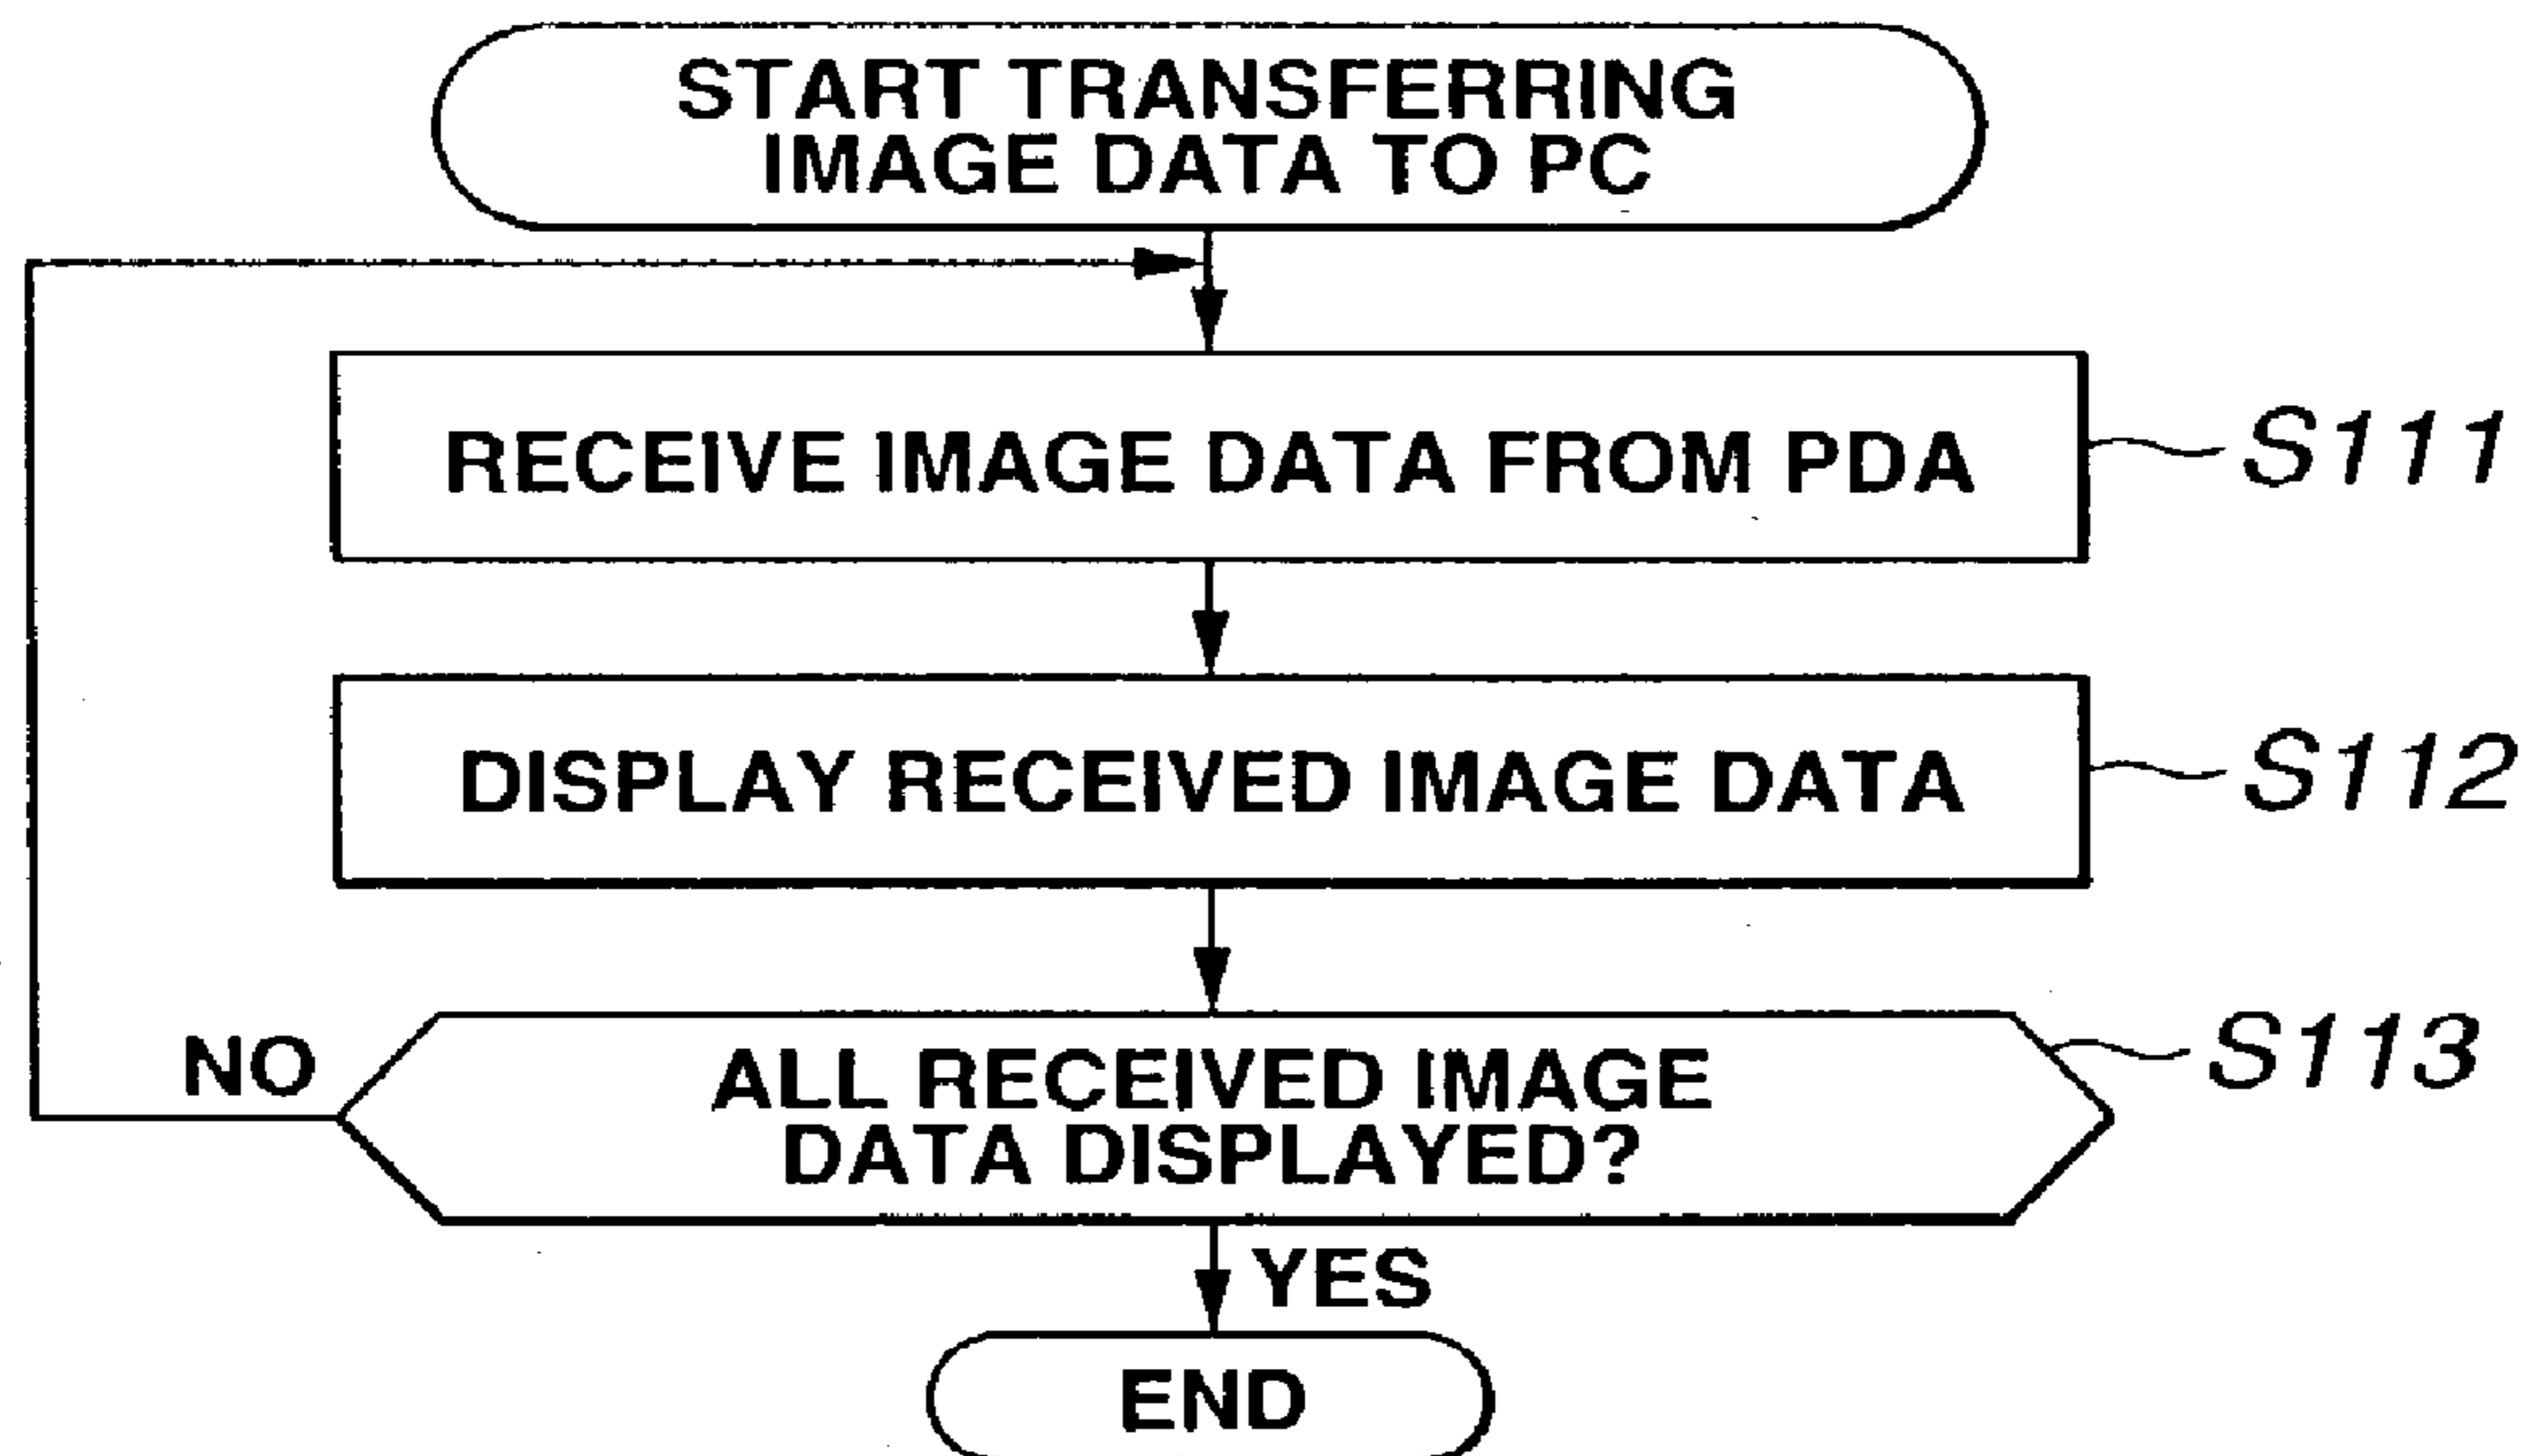 START TRANSFERRING
IMAGE DATA TO PC
RECEIVE IMAGE DATA FROM PDA
S111
DISPLAY RECEIVED IMAGE DATA
S112
ALL RECEIVED IMAGE
DATA DISPLAYED?
S113
NO
YES
END